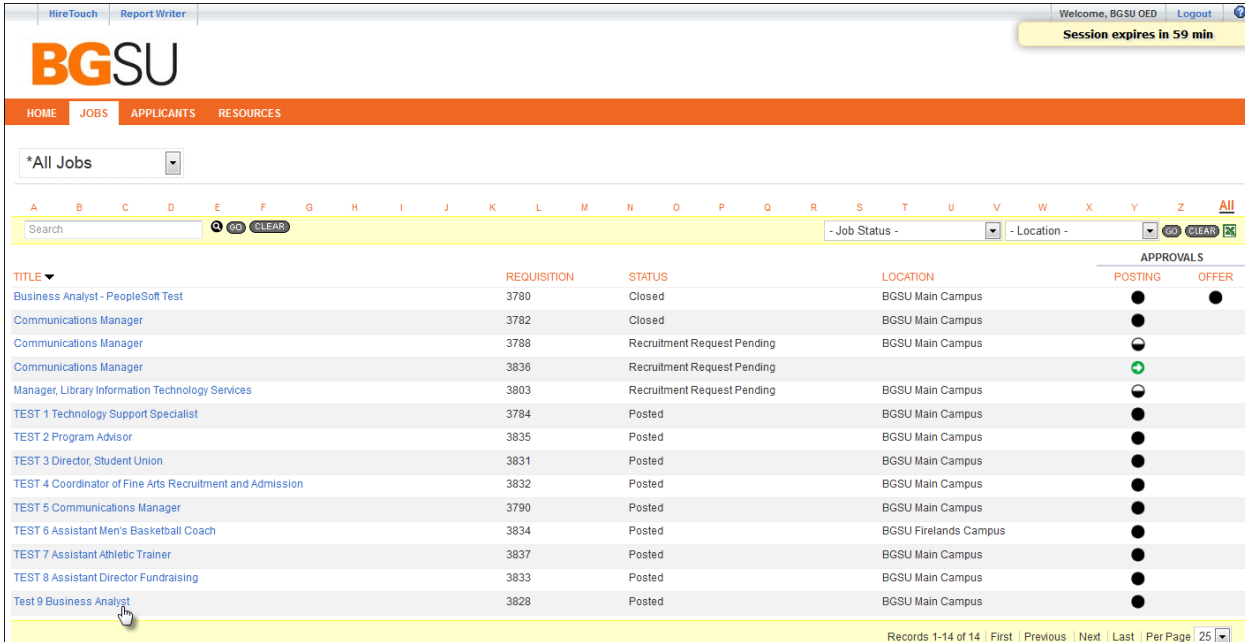 HireTouch Report Writer Welcome, BGSU OED Logout ?
Session expires in 59 min
BGSU
HOME JOBS APPLICANTS RESOURCES
*All Jobs
A B C D E F G H I J K L M N O P Q R S T U V W X Y Z All
Search GO CLEAR - Job Status - - Location - GO CLEAR
APPROVALS
TITLE REQUISITION STATUS LOCATION POSTING OFFER
Business Analyst - PeopleSoft Test 3780 Closed BGSU Main Campus
Communications Manager 3782 Closed BGSU Main Campus
Communications Manager 3788 Recruitment Request Pending BGSU Main Campus
Communications Manager 3836 Recruitment Request Pending
Manager, Library Information Technology Services 3803 Recruitment Request Pending BGSU Main Campus
TEST 1 Technology Support Specialist 3784 Posted BGSU Main Campus
TEST 2 Program Advisor 3835 Posted BGSU Main Campus
TEST 3 Director, Student Union 3831 Posted BGSU Main Campus
TEST 4 Coordinator of Fine Arts Recruitment and Admission 3832 Posted BGSU Main Campus
TEST 5 Communications Manager 3790 Posted BGSU Main Campus
TEST 6 Assistant Men's Basketball Coach 3834 Posted BGSU Firelands Campus
TEST 7 Assistant Athletic Trainer 3837 Posted BGSU Main Campus
TEST 8 Assistant Director Fundraising 3833 Posted BGSU Main Campus
Test 9 Business Analyst 3828 Posted BGSU Main Campus
Records 1-14 of 14 | First | Previous | Next | Last | Per Page 25